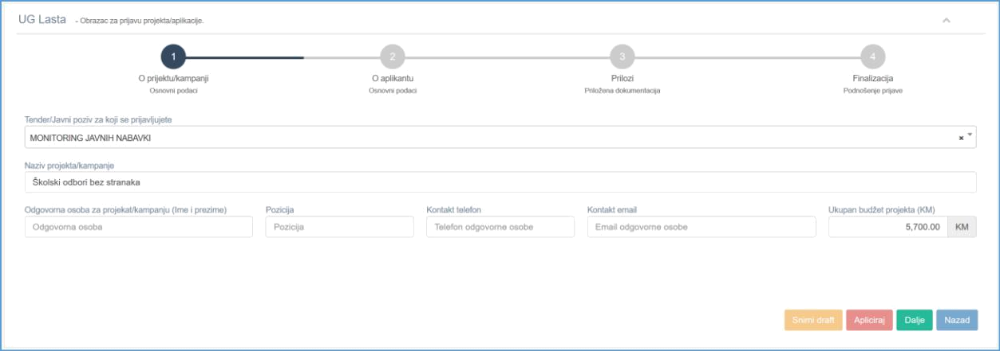 UG Lasta - Obrazac za prijavu projekta/aplikacije.
1 2 3 4
O prijektu/kampanji O aplikantu Prilozi Finalizacija
Osnovni podaci Osnovni podaci Priložena dokumentacija Podnošenje prijave
Tender/Javni poziv za koji se prijavljujete
MONITORING JAVNIH NABAVKI ×
Naziv projekta/kampanje
Školski odbori bez stranaka
Odgovorna osoba za projekat/kampanju (Ime i prezime) Pozicija Kontakt telefon Kontakt email Ukupan budžet projekta (KM)
Odgovorna osoba Pozicija Telefon odgovorne osobe Email odgovorne osobe 5,700.00 KM
Snimi draft Apliciraj Dalje Nazad